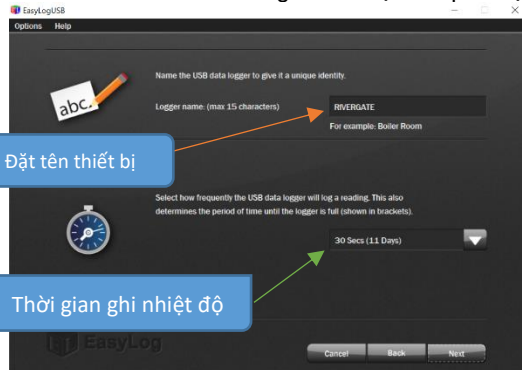 EasyLogUSB
Options Help
Name the USB data logger to give it a unique identity.
abc.
Logger name: (max 15 characters) RIVERGATE
For example: Boiler Room
Đặt tên thiết bị
Select how frequently the USB data logger will log a reading. This also
determines the period of time until the logger is full (shown in brackets).
30 Secs (11 Days)
Thời gian ghi nhiệt độ
EasyLog
Cancel Back Next